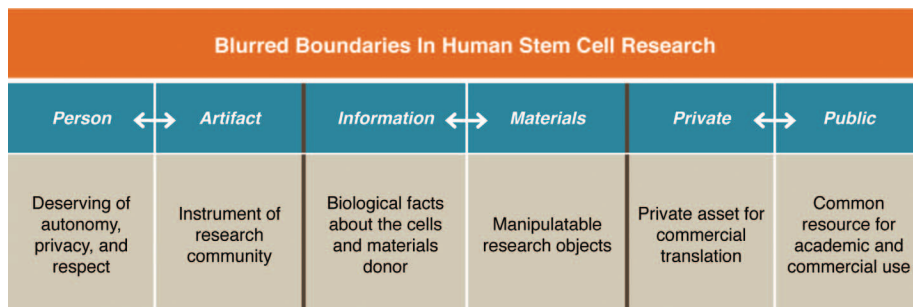 Blurred Boundaries In Human Stem Cell Research
Person
Artifact
Information
Materials
Private
Public
Deserving of
autonomy,
privacy, and
respect
Instrument of
research
community
Biological facts
about the cells
and materials
donor
Manipulatable
research objects
Private asset for
commercial
translation
Common
resource for
academic and
commercial use